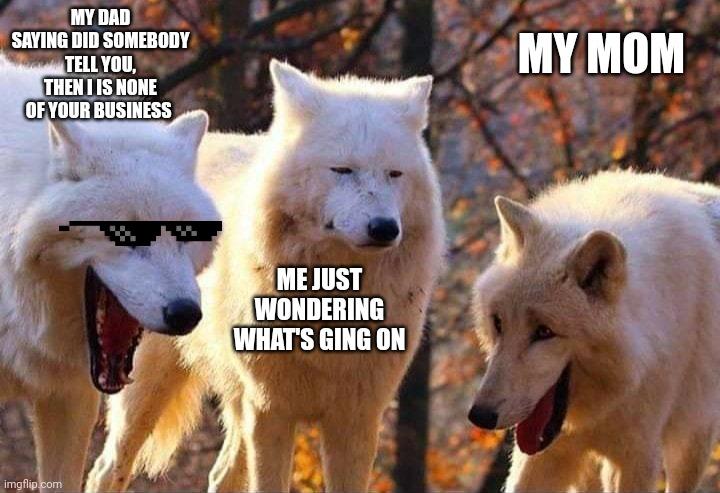 MY DAD
SAYING DID SOMEBODY
TELL YOU,
THEN I IS NONE
OF YOUR BUSINESS
MY MOM
ME JUST
WONDERING
WHAT'S GING ON
imgflip.com